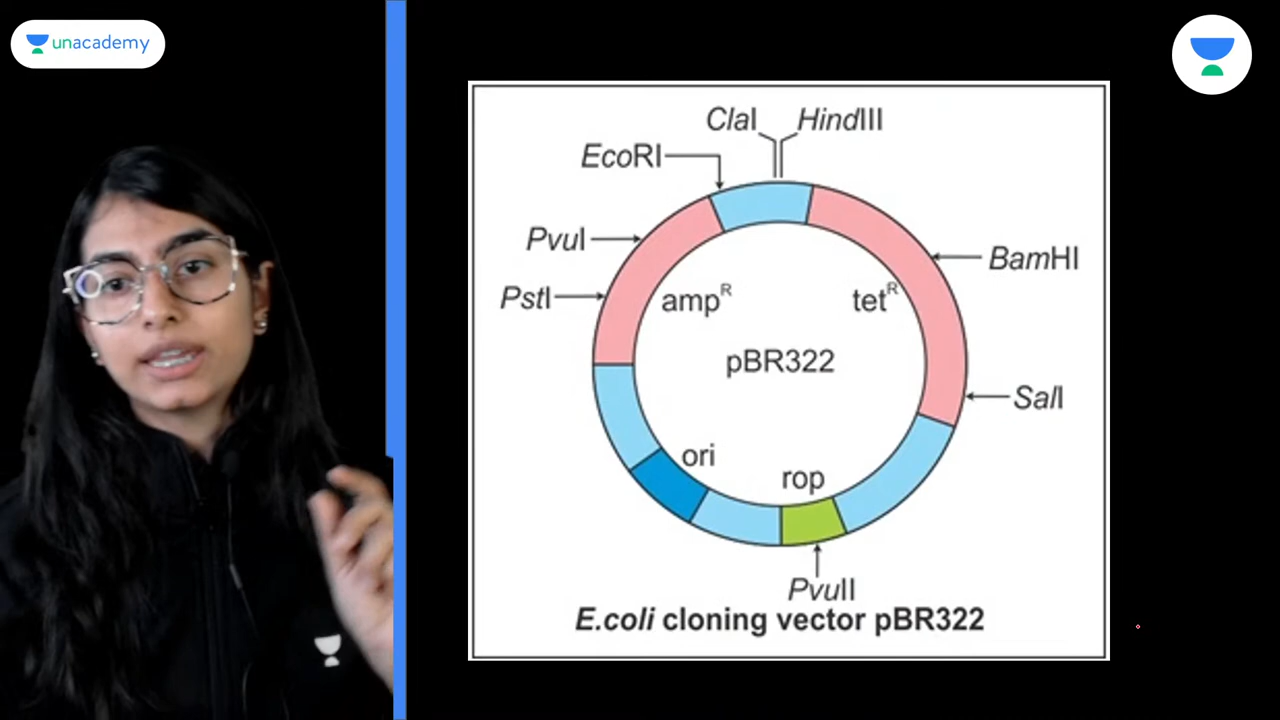 unacademy
ClaI HindIII
EcoRI
PvuI
BamHI
PstI
amp^R
tet^R
pBR322
SalI
ori
rop
PvuII
E.coli cloning vector pBR322